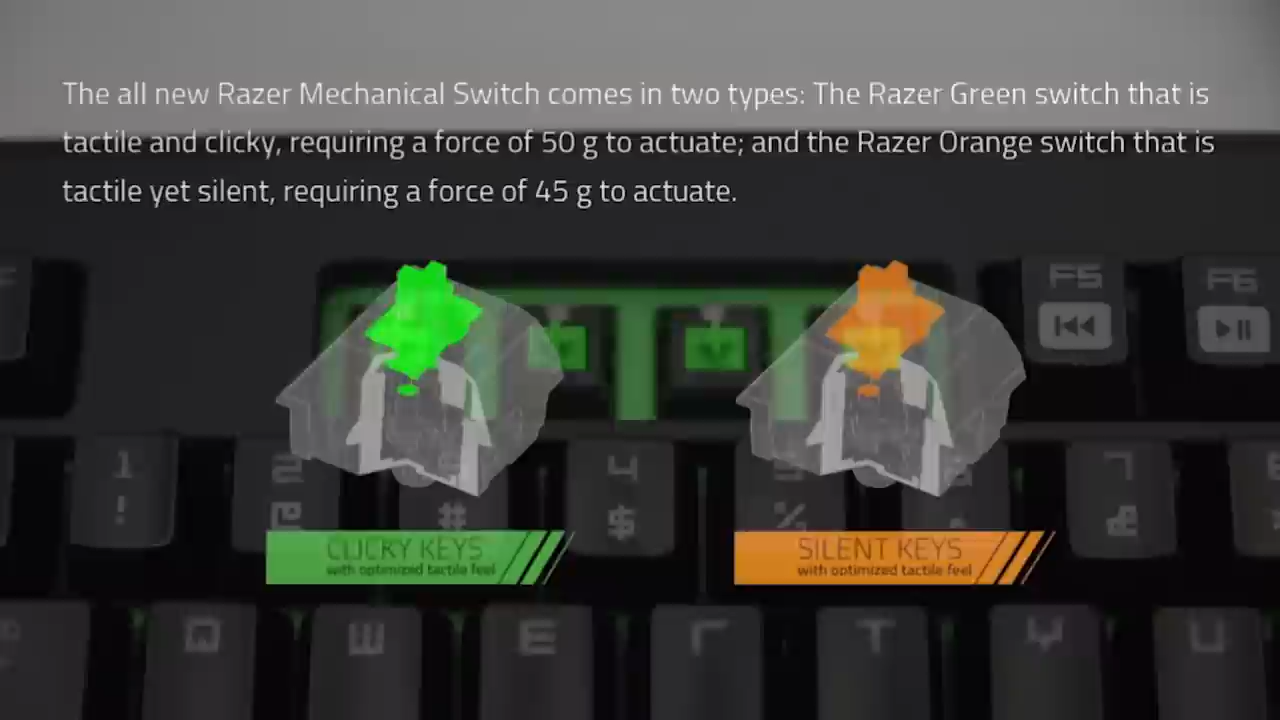 The all new Razer Mechanical Switch comes in two types: The Razer Green switch that is
tactile and clicky, requiring a force of 50 g to actuate; and the Razer Orange switch that is
tactile yet silent, requiring a force of 45 g to actuate.
F5
F6
1
2
4
7
!
#
$
%
CLICKY KEYS
with optimized tactile feel
SILENT KEYS
with optimized tactile feel
Q
W
E
r
T
Y
U